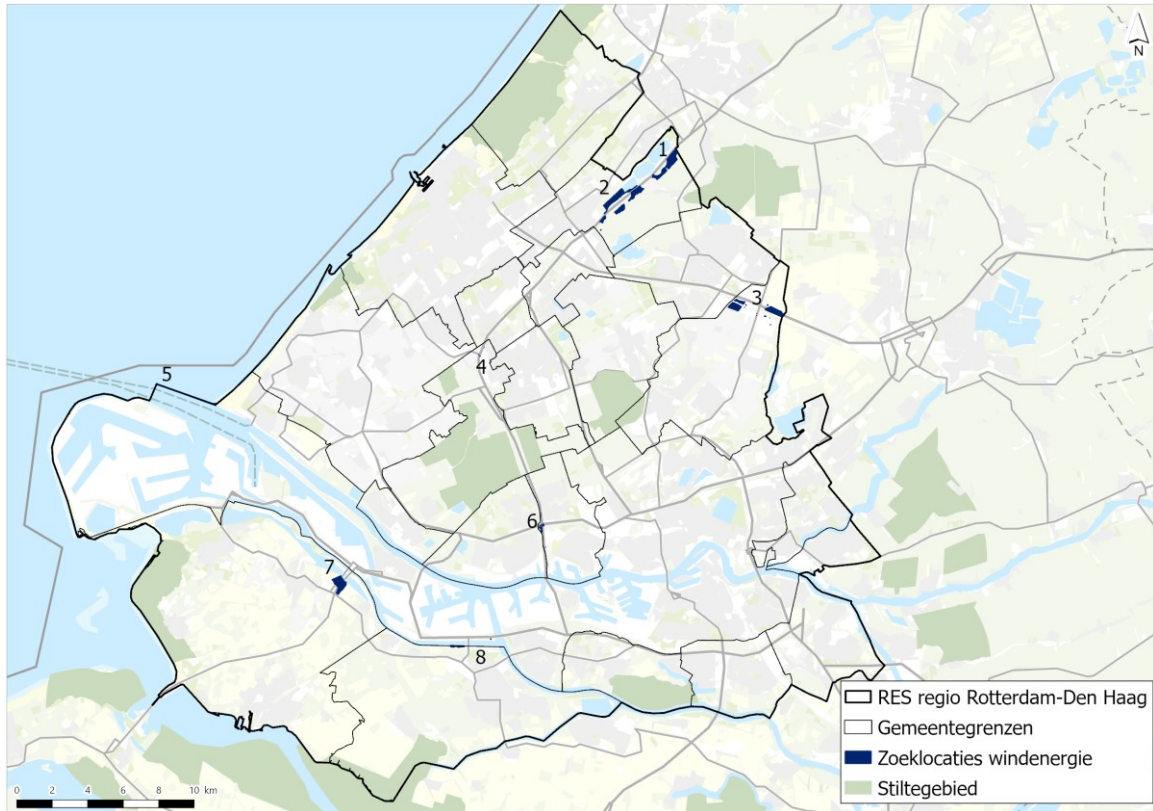 N
1
2
3
5
4
6
7
8
RES regio Rotterdam-Den Haag
Gemeentegrenzen
Zoeklocaties windenergie
Stiltegebied
0 2 4 6 8 10 km